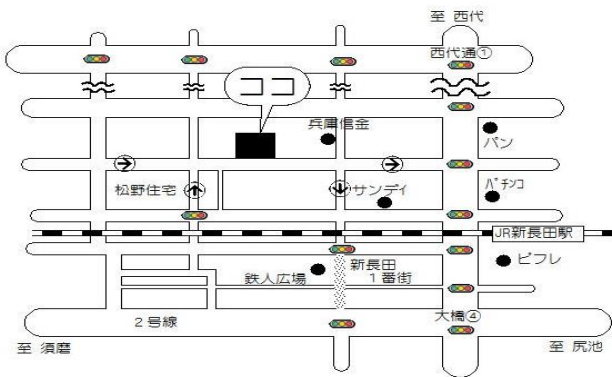 至 西代
西代通①
ココ
兵庫信金
パン
松野住宅
サンディ
パチンコ
JR新長田駅
鉄人広場
新長田
1番街
ピフレ
2号線
大橋④
至 須磨
至 尻池